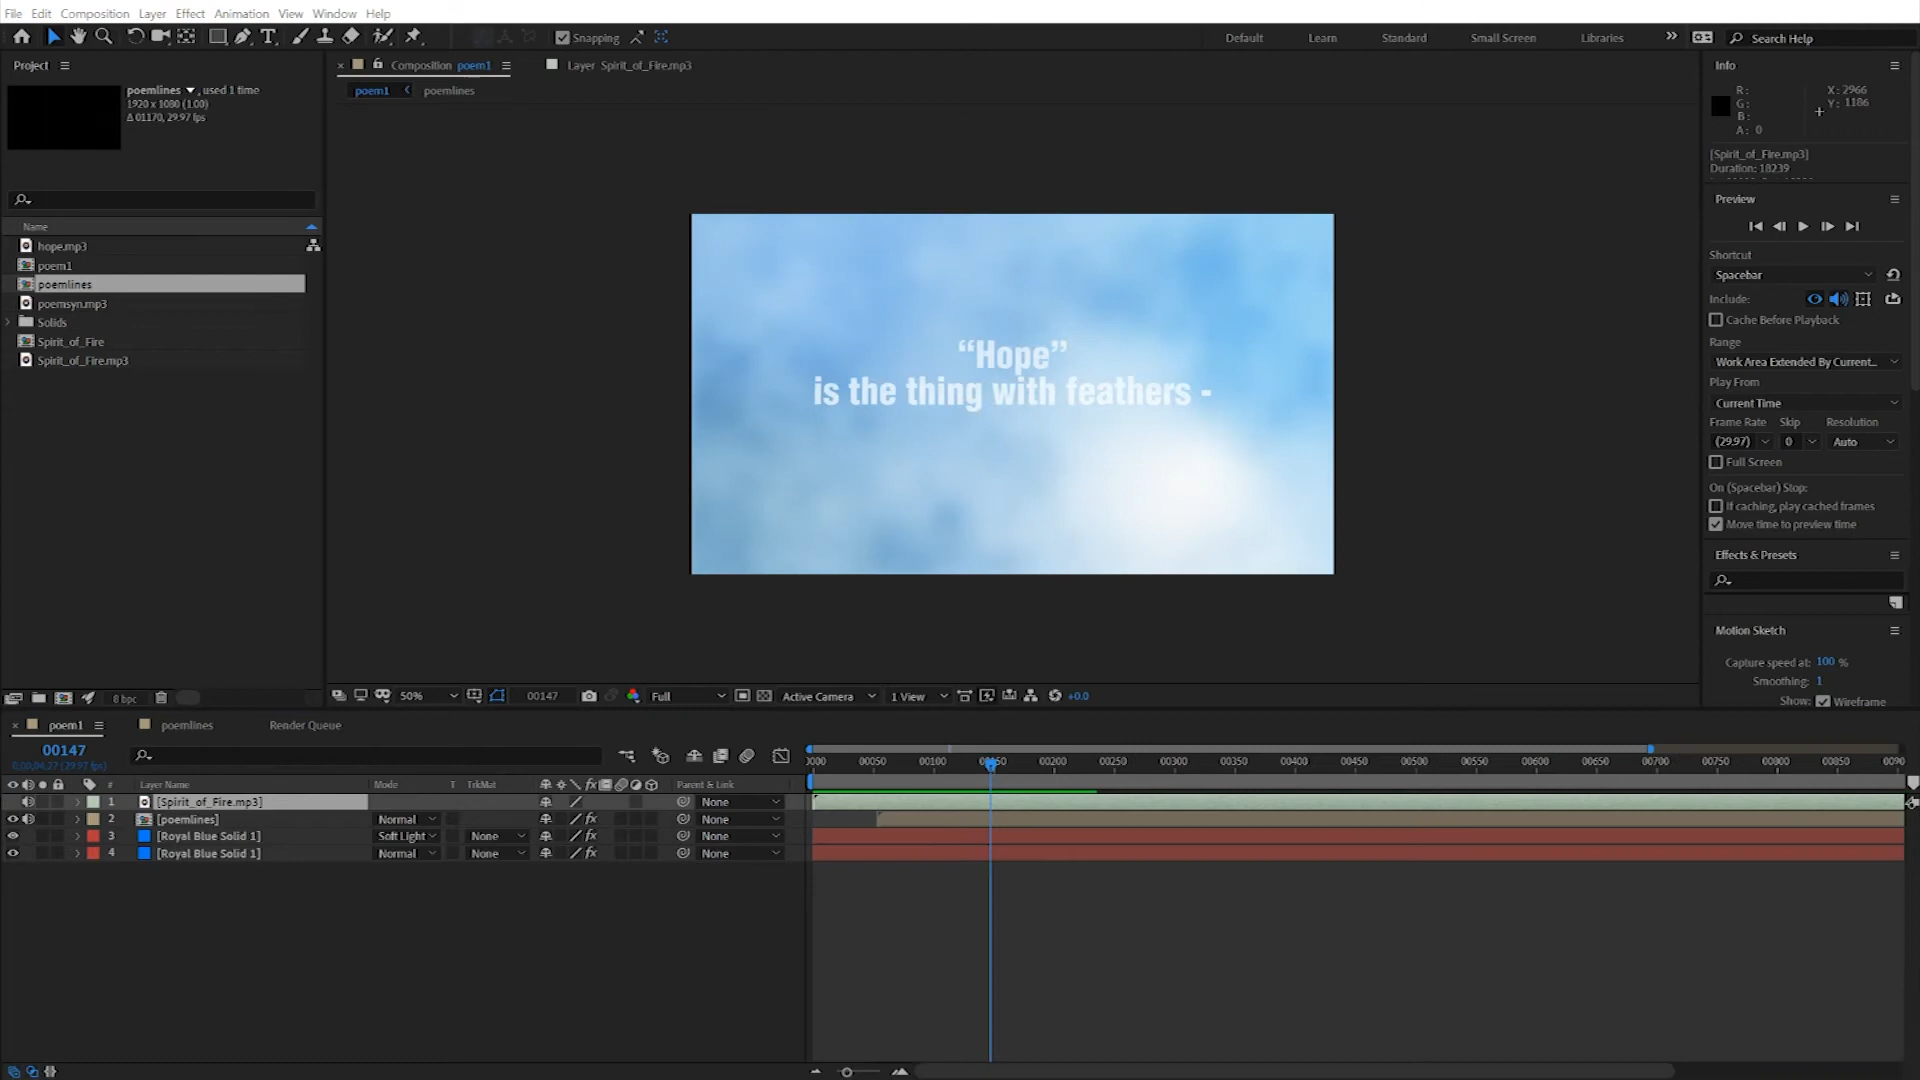 File Edit Composition Layer Effect Animation View Window Help
Snapping
Default Learn Standard Small Screen Libraries Search Help
Project
poemlines , used 1 time
1920 x 1080 (1.00)
Δ 01170, 29.97 fps
Name
hope.mp3
poem1
poemlines
poemsyn.mp3
Solids
Spirit_of_Fire
Spirit_of_Fire.mp3
8 bpc
Composition poem1
Layer Spirit_of_Fire.mp3
poem1 poemlines
“Hope”
is the thing with feathers -
50% 00147 Full Active Camera 1 View +0.0
Info
R: X: 2966
G: Y: 1186
B:
A: 0
[Spirit_of_Fire.mp3]
Duration: 18239
Preview
Shortcut
Spacebar
Include:
Cache Before Playback
Range
Work Area Extended By Current...
Play From
Current Time
Frame Rate Skip Resolution
(29.97) 0 Auto
Full Screen
On (Spacebar) Stop:
If caching, play cached frames
Move time to preview time
Effects & Presets
Motion Sketch
Capture speed at: 100 %
Smoothing: 1
Show: Wireframe
poem1 poemlines Render Queue
00147
0;00;04;27 (29.97 fps)
0000 00050 00100 00150 00200 00250 00300 00350 00400 00450 00500 00550 00600 00650 00700 00750 00800 00850 0090
# Layer Name Mode T TrkMat fx Parent & Link
1 [Spirit_of_Fire.mp3] None
2 [poemlines] Normal fx None
3 [Royal Blue Solid 1] Soft Light None fx None
4 [Royal Blue Solid 1] Normal None fx None